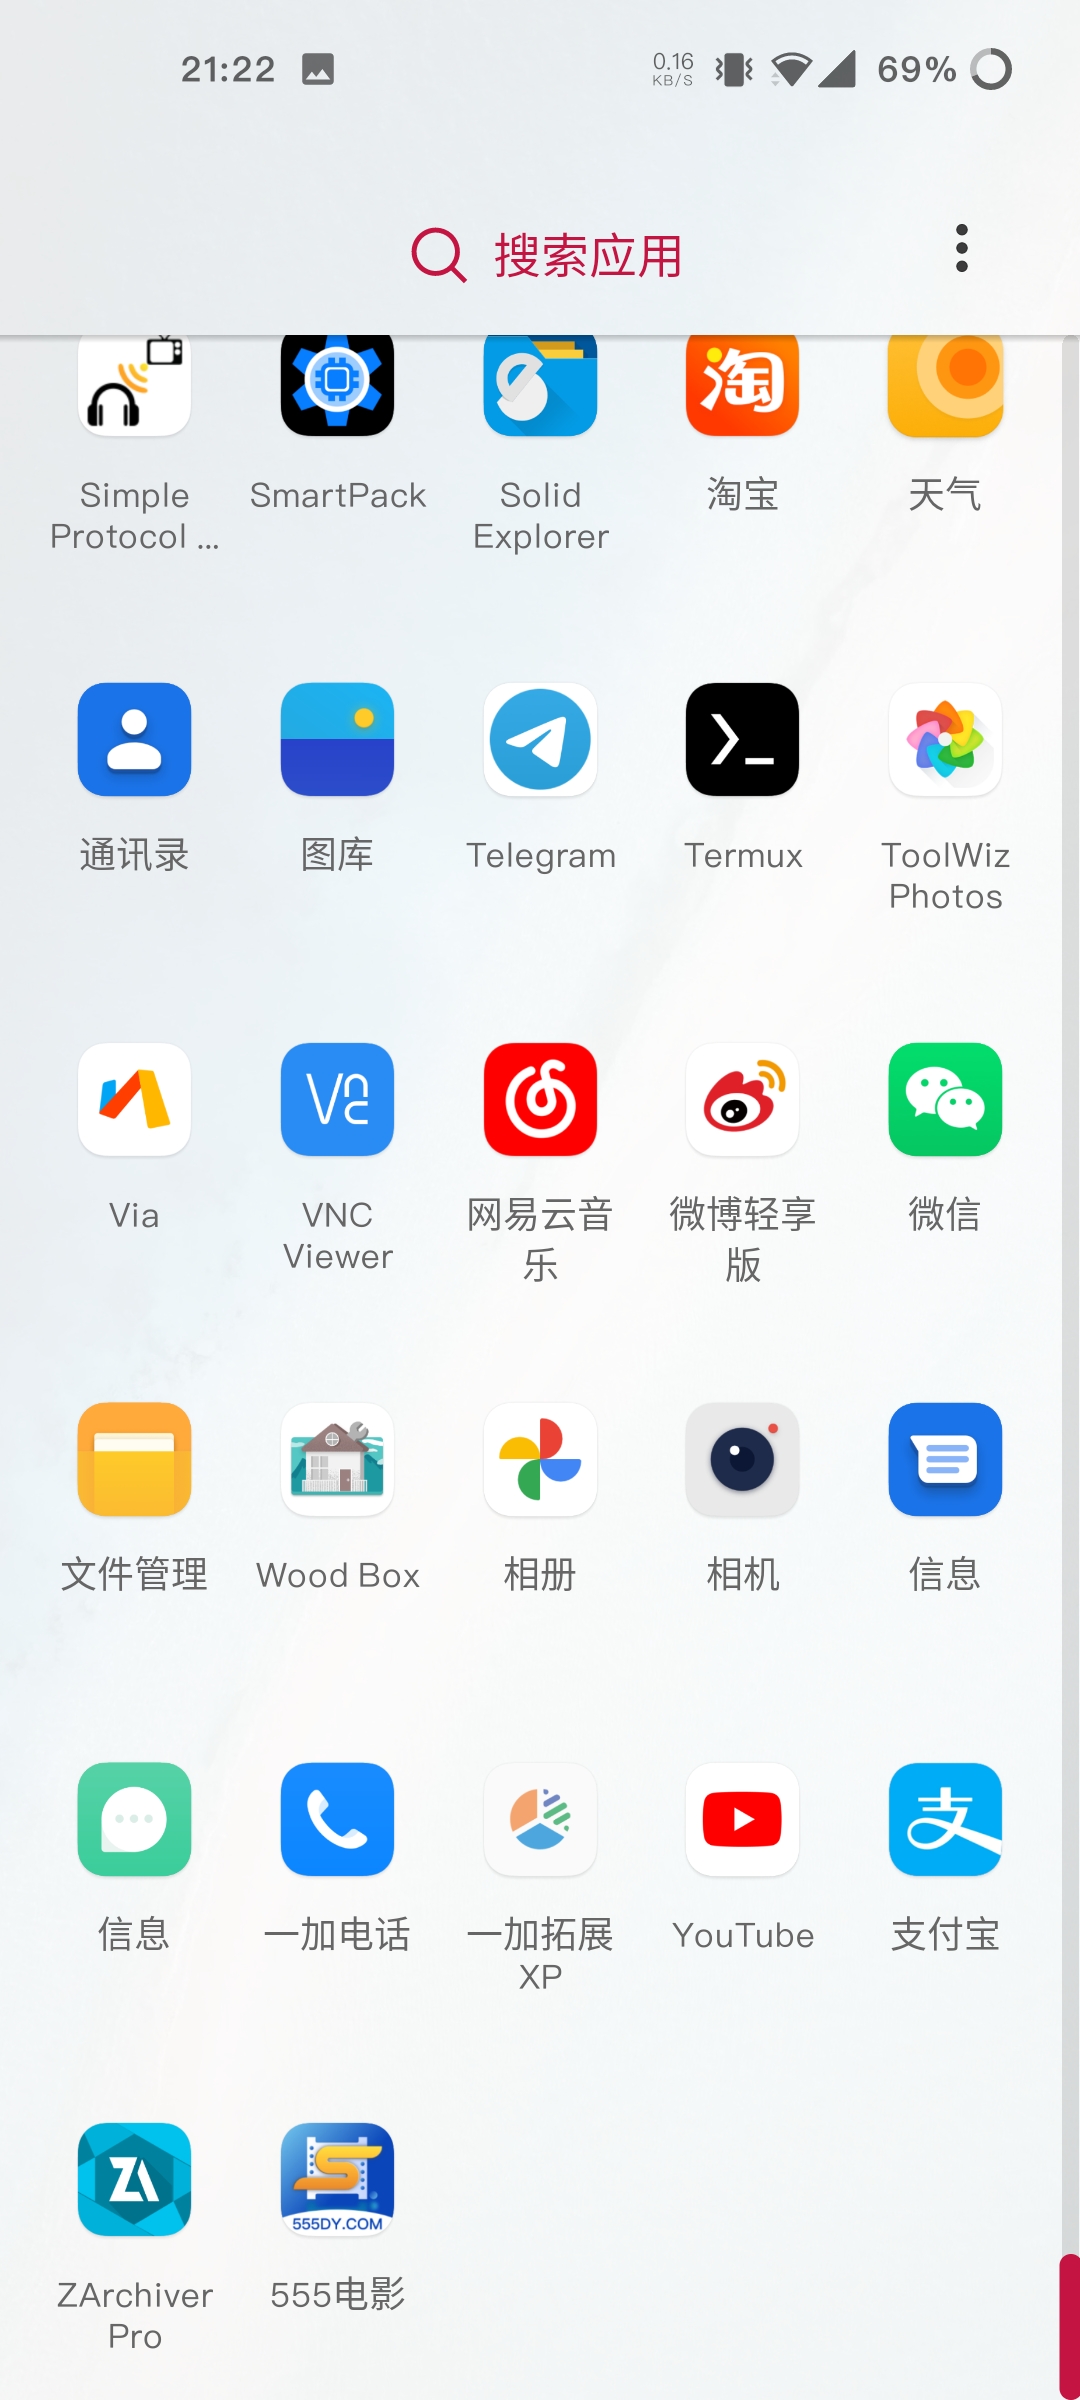 21:22
0.16
KB/S
69%
搜索应用
淘
Simple
Protocol ...
SmartPack
Solid
Explorer
淘宝
天气
通讯录
图库
Telegram
Termux
ToolWiz
Photos
Vnc
Via
VNC
Viewer
网易云音
乐
微博轻享
版
微信
文件管理
Wood Box
相册
相机
信息
支
信息
一加电话
一加拓展
XP
YouTube
支付宝
ZA
S
555DY.COM
ZArchiver
Pro
555电影